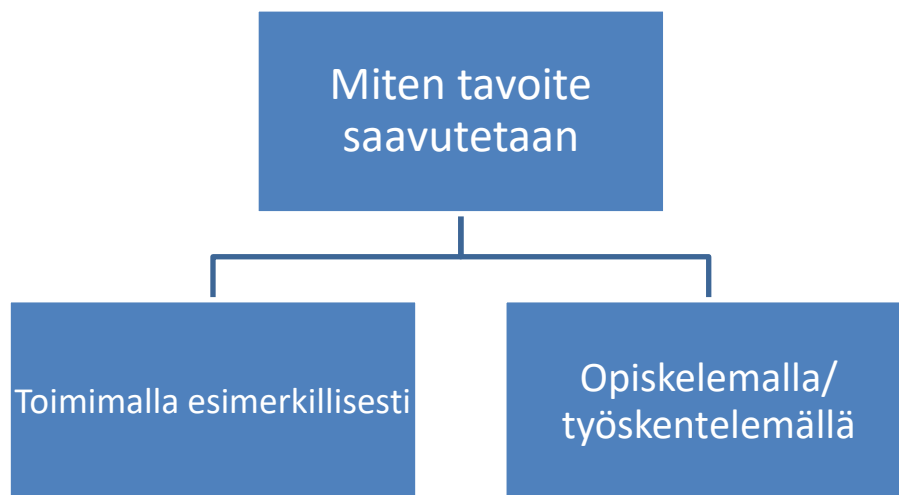 Miten tavoite
saavutetaan
Toimimalla esimerkillisesti
Opiskelemalla/
työskentelemällä